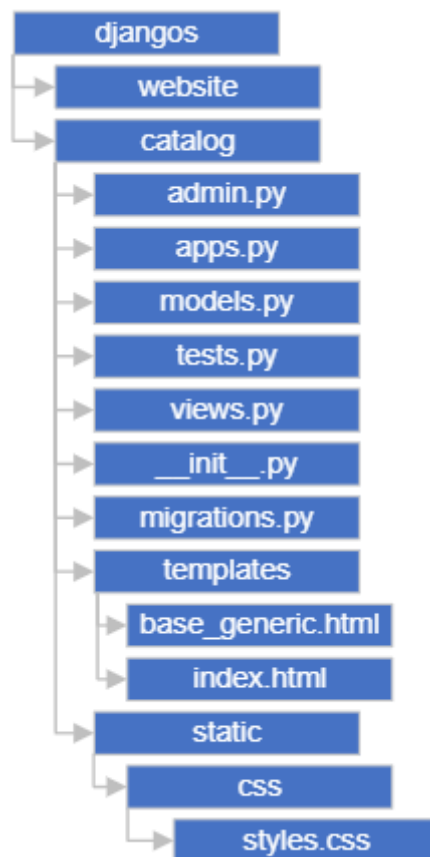 djangos
website
catalog
admin.py
apps.py
models.py
tests.py
views.py
__init__.py
migrations.py
templates
base_generic.html
index.html
static
css
styles.css